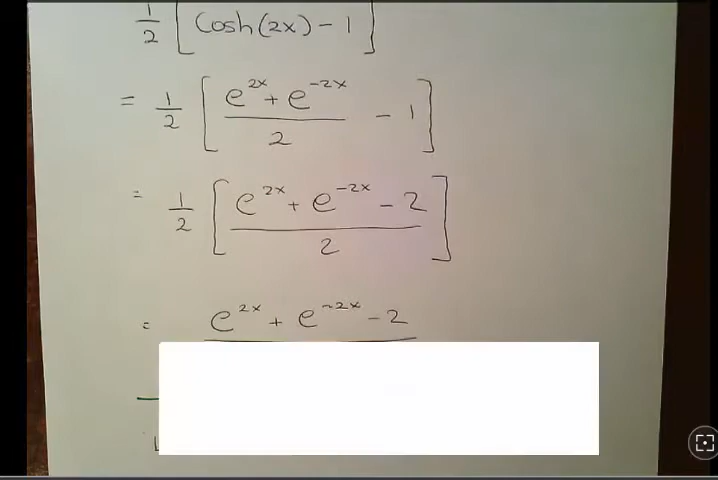 1/2 [Cosh(2x) - 1]
= 1/2 [(e^2x + e^-2x)/2 - 1]
= 1/2 [(e^2x + e^-2x - 2)/2]
= e^2x + e^-2x - 2